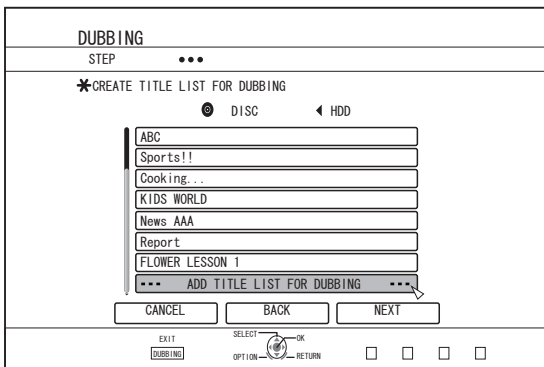 DUBBING
STEP •••
*CREATE TITLE LIST FOR DUBBING
DISC ◀ HDD
ABC
Sports!!
Cooking...
KIDS WORLD
News AAA
Report
FLOWER LESSON 1
--- ADD TITLE LIST FOR DUBBING ---
CANCEL BACK NEXT
EXIT SELECT OK
DUBBING OPTION RETURN